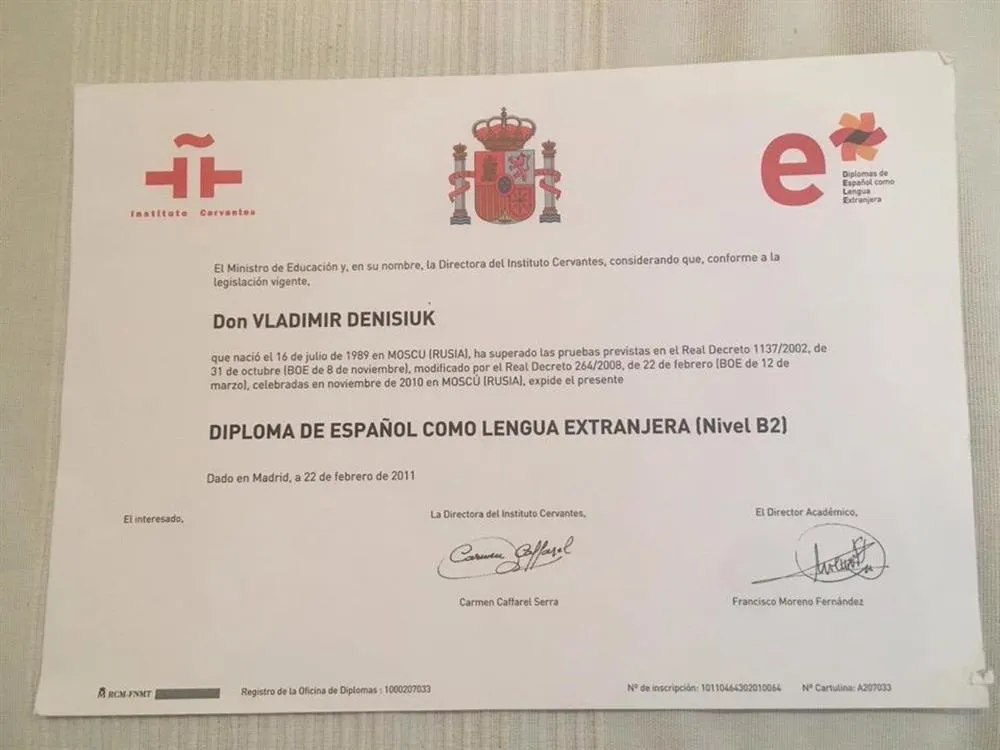 Instituto Cervantes
e
Diplomas de
Español como
Lengua
Extranjera
El Ministro de Educación y, en su nombre, la Directora del Instituto Cervantes, considerando que, conforme a la
legislación vigente,
Don VLADIMIR DENISIUK
que nació el 16 de julio de 1989 en MOSCU (RUSIA), ha superado las pruebas previstas en el Real Decreto 1137/2002, de
31 de octubre (BOE de 8 de noviembre), modificado por el Real Decreto 264/2008, de 22 de febrero (BOE de 12 de
marzo), celebradas en noviembre de 2010 en MOSCÚ (RUSIA), expide el presente
DIPLOMA DE ESPAÑOL COMO LENGUA EXTRANJERA (Nivel B2)
Dado en Madrid, a 22 de febrero de 2011
El interesado,
La Directora del Instituto Cervantes,
El Director Académico,
Carmen Caffarel
Carmen Caffarel Serra
Francisco Moreno Fernández
RCM-FNMT
Registro de la Oficina de Diplomas : 1000207033
Nº de inscripción: 10110464302010064
Nº Cartulina: A207033